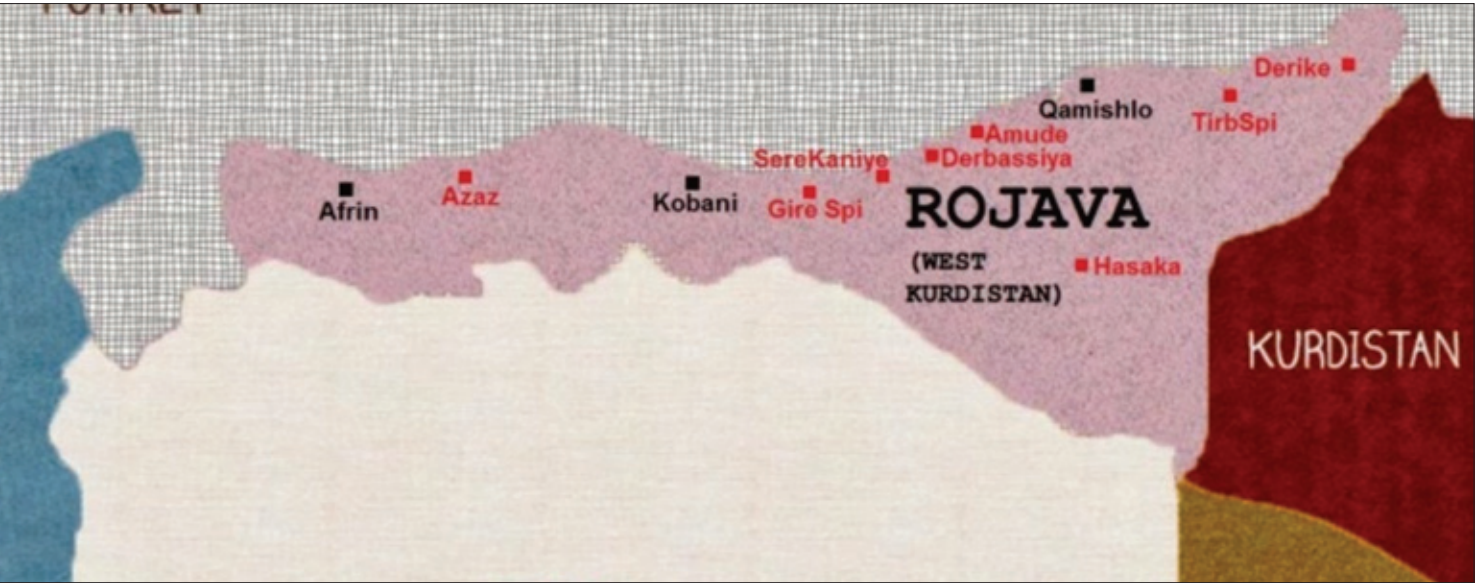 Derike
Qamishlo
TirbSpi
Amude
Derbassiya
SereKaniye
Afrin
Azaz
Kobani
Gire Spi
ROJAVA
(WEST
KURDISTAN)
Hasaka
KURDISTAN